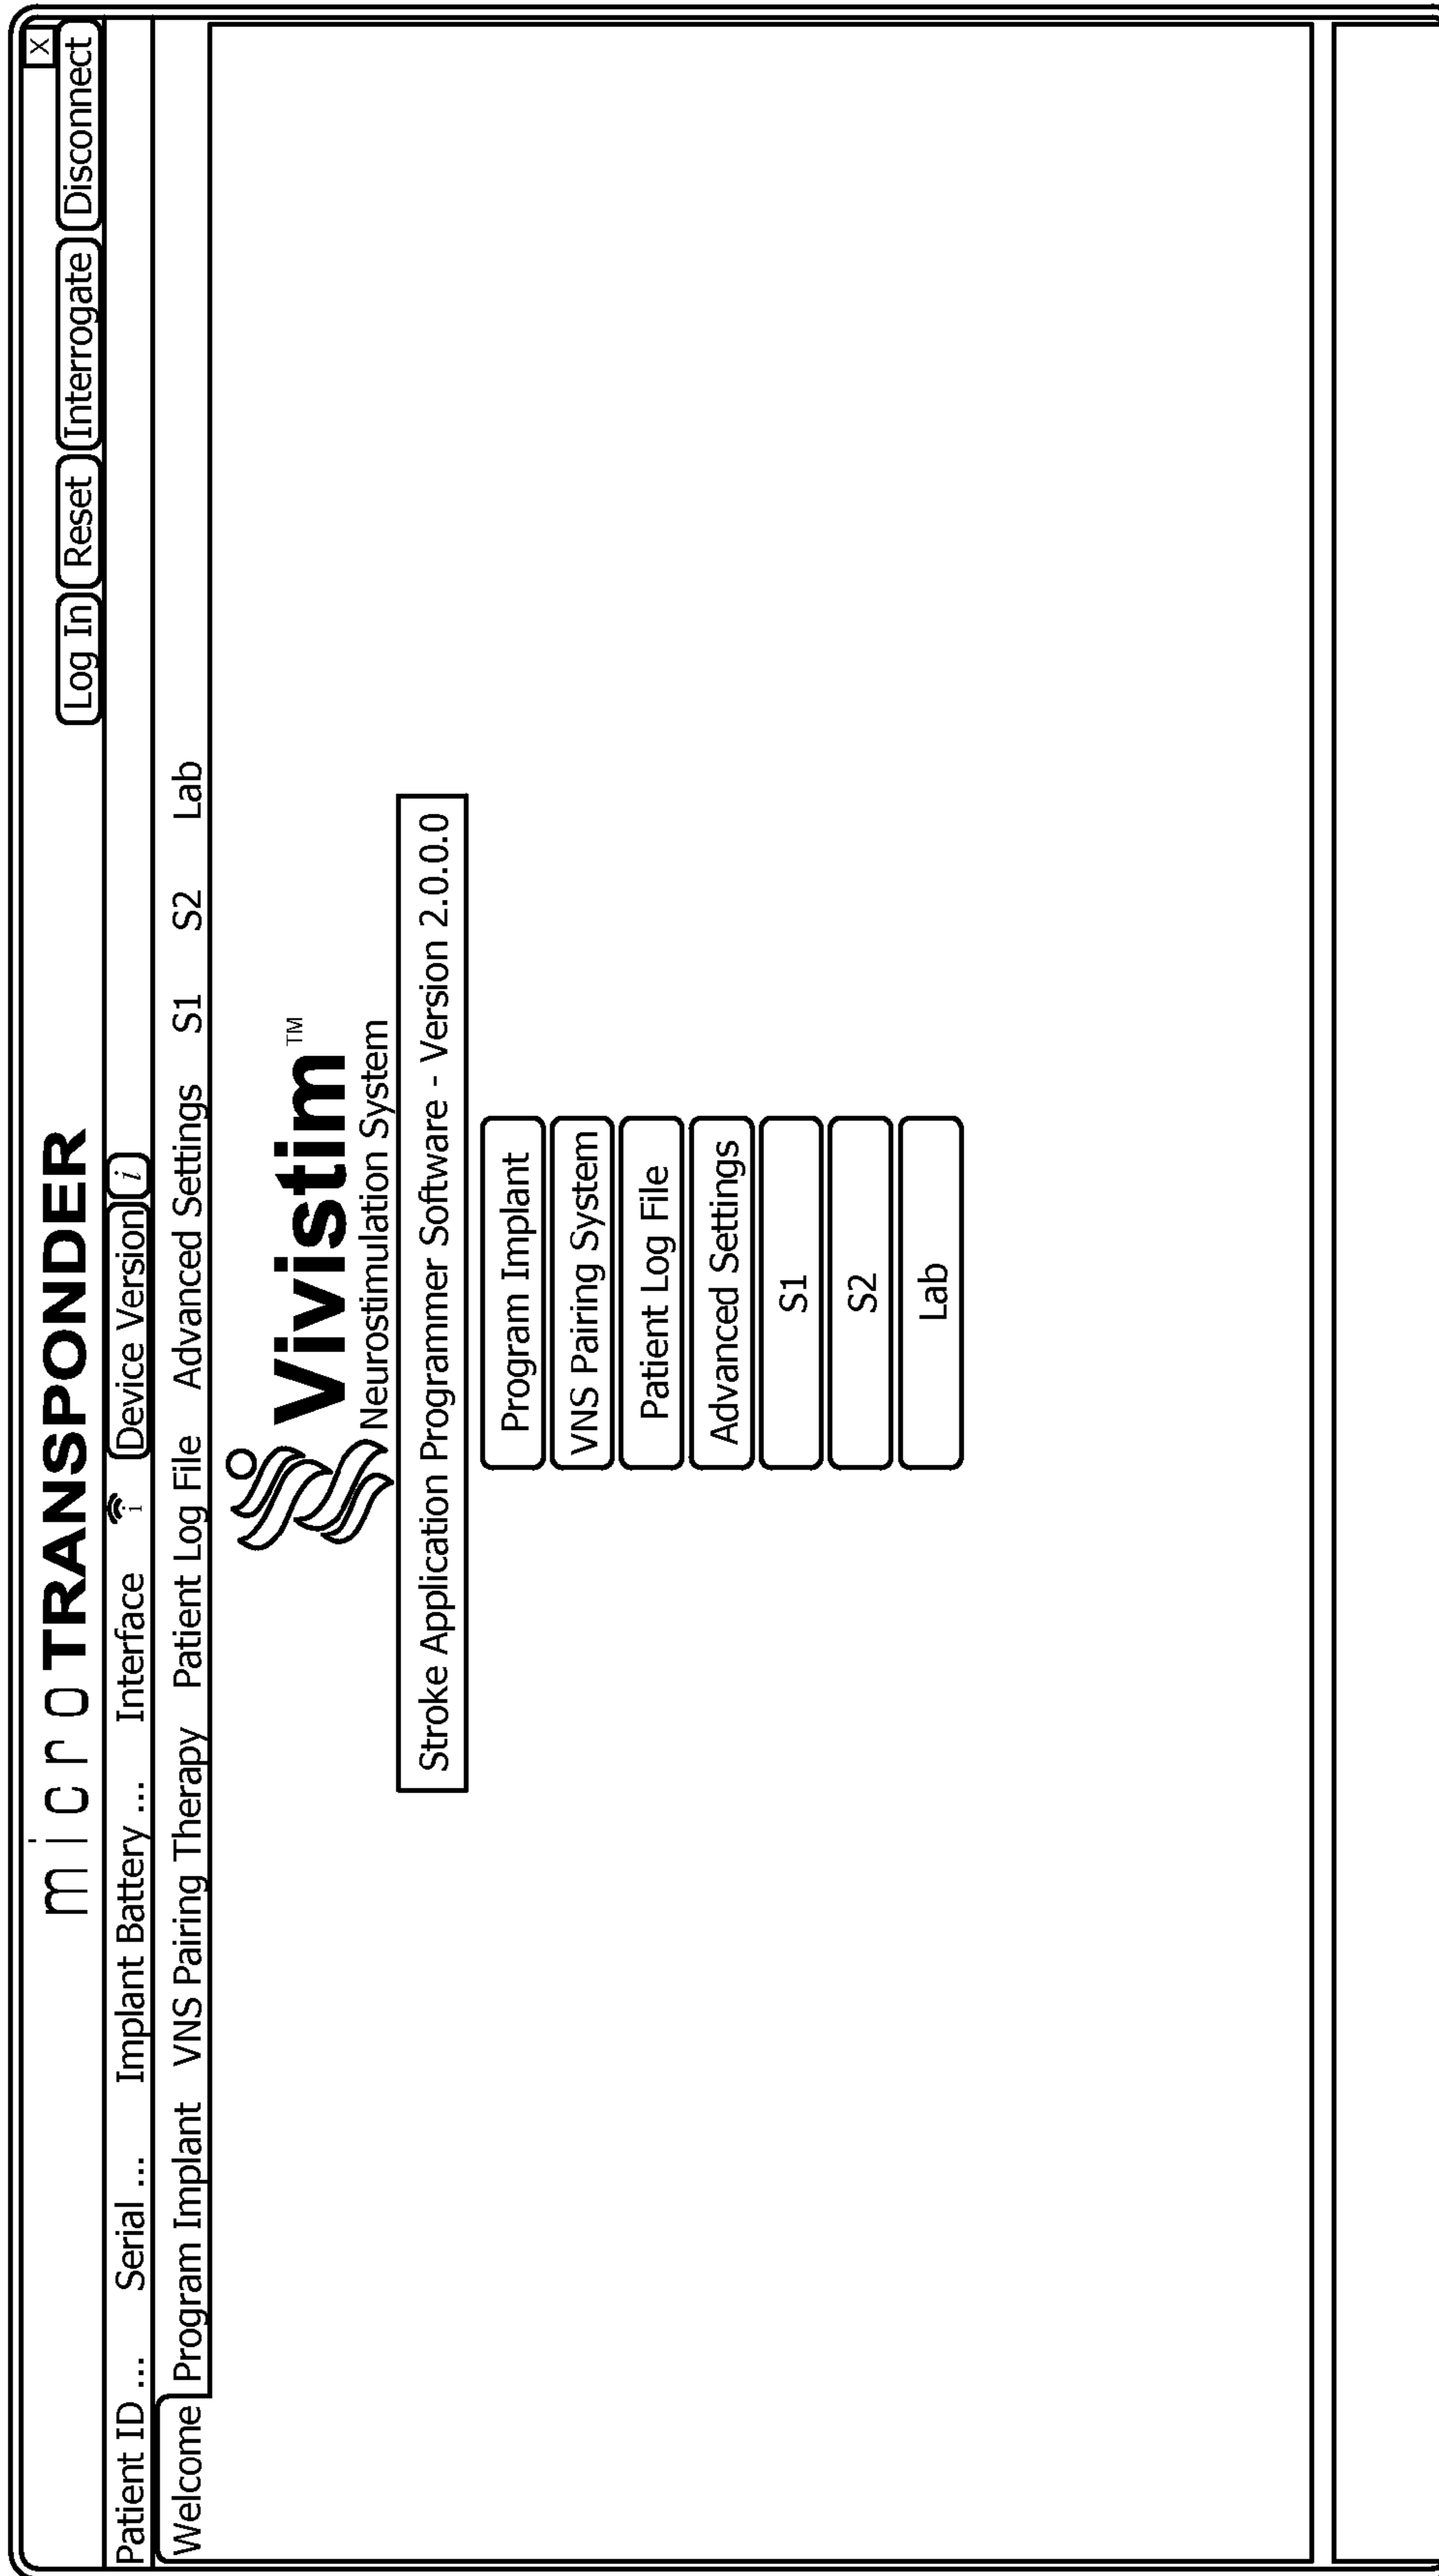 X
microTRANSPONDER
Log In Reset Interrogate Disconnect
Patient ID ... Serial ... Implant Battery ... Interface i Device Version i
Welcome Program Implant VNS Pairing Therapy Patient Log File Advanced Settings S1 S2 Lab
Vivistim™
Neurostimulation System
Stroke Application Programmer Software - Version 2.0.0.0
Program Implant
VNS Pairing System
Patient Log File
Advanced Settings
S1
S2
Lab